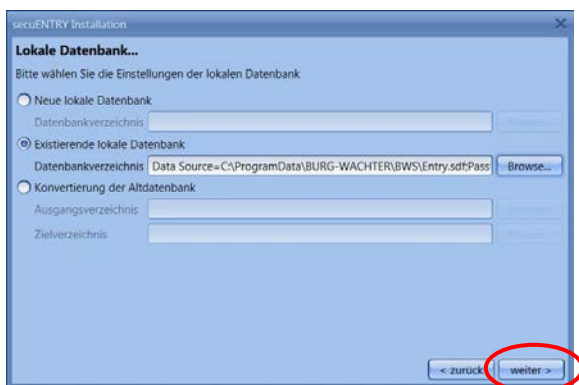 secuENTRY Installation
Lokale Datenbank...
Bitte wählen Sie die Einstellungen der lokalen Datenbank
Neue lokale Datenbank
Datenbankverzeichnis
Existierende lokale Datenbank
Datenbankverzeichnis Data Source=C:\ProgramData\BURG-WACHTER\BWS\Entry.sdf;Pass Browse...
Konvertierung der Altdatenbank
Ausgangsverzeichnis
Zielverzeichnis
< zurück weiter >